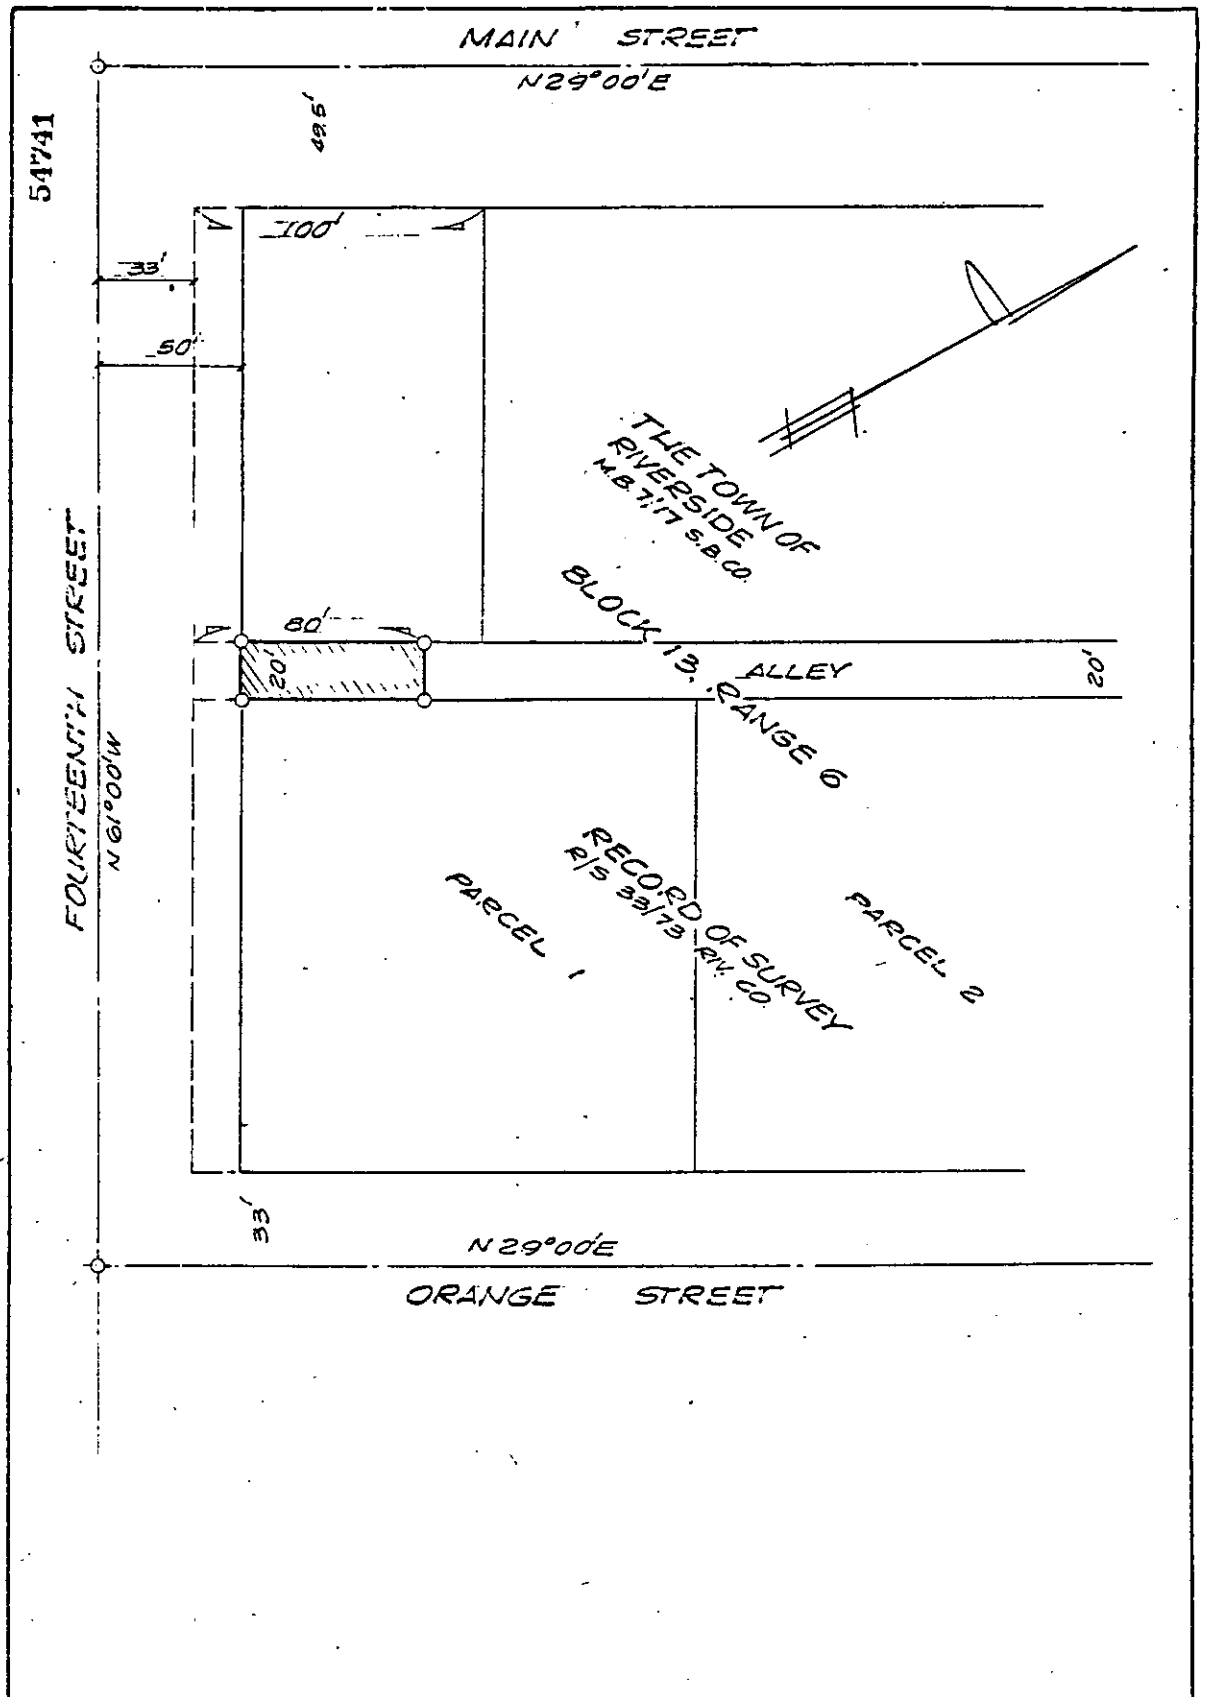 MAIN STREET
N29°00'E
54741
49.5'
100'
33'
50'
THE TOWN OF
RIVERSIDE
M.B. 7/17 S.B. CO.
BLOCK 13, RANGE 6
80'
20'
ALLEY
20'
FOURTEENTH STREET
N61°00'W
PARCEL 1
RECORD OF SURVEY
R/S 33/73 RIV. CO.
PARCEL 2
33'
N29°00'E
ORANGE STREET